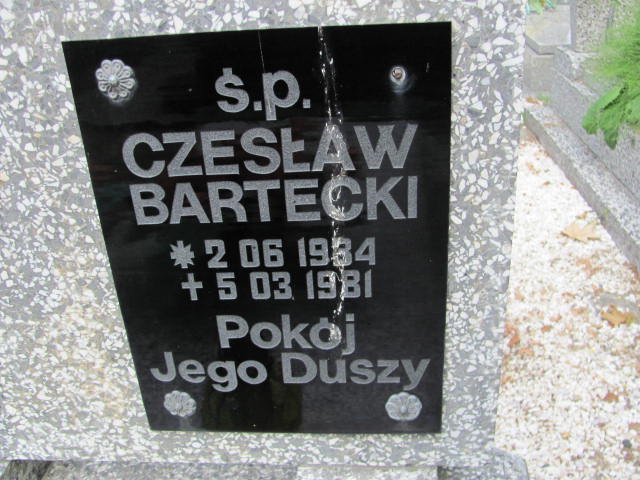 ś.p.
CZESŁAW
BARTECKI
* 2 06 1934
✝ 5 03 1981
Pokój
Jego Duszy